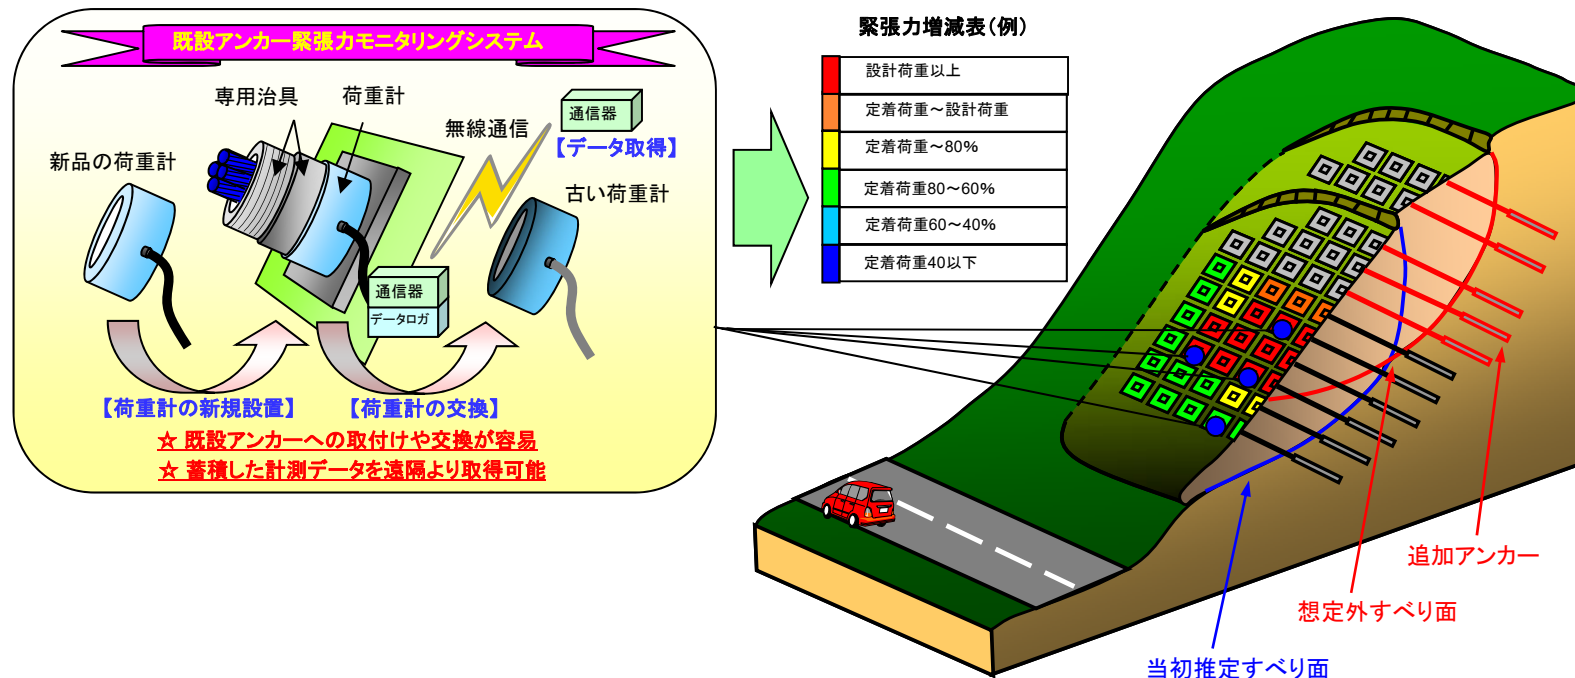 既設アンカー緊張力モニタリングシステム
専用治具
荷重計
通信器
無線通信
【データ取得】
新品の荷重計
古い荷重計
通信器
データロガ
【荷重計の新規設置】
【荷重計の交換】
☆ 既設アンカーへの取付けや交換が容易
☆ 蓄積した計測データを遠隔より取得可能
緊張力増減表(例)
設計荷重以上
定着荷重～設計荷重
定着荷重～80%
定着荷重80～60%
定着荷重60～40%
定着荷重40以下
追加アンカー
想定外すべり面
当初推定すべり面